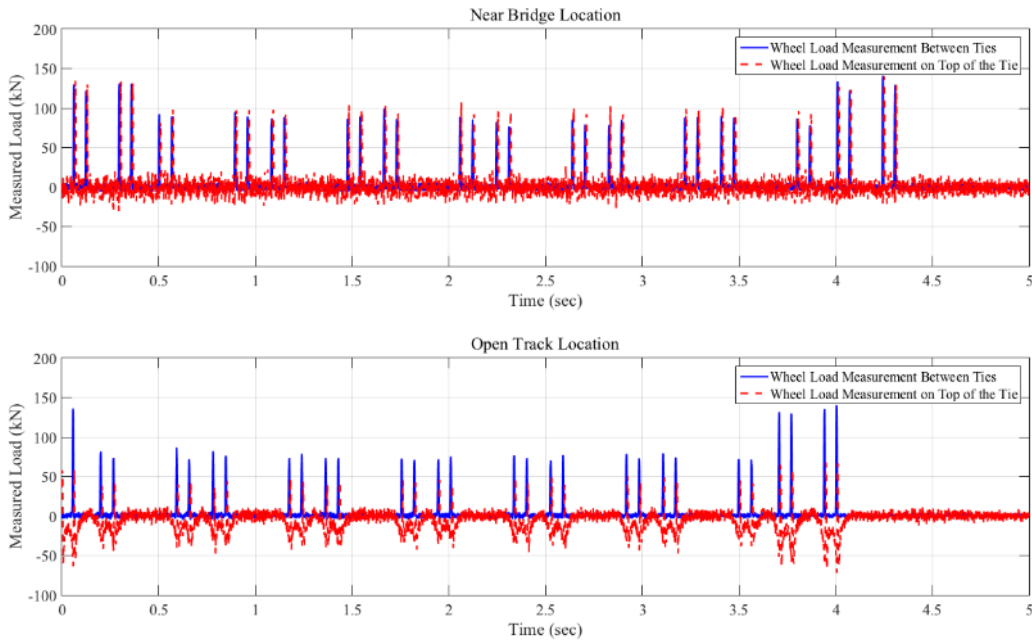 Near Bridge Location
200
150
100
50
0
-50
-100
Measured Load (kN)
Wheel Load Measurement Between Ties
Wheel Load Measurement on Top of the Tie
0 0.5 1 1.5 2 2.5 3 3.5 4 4.5 5
Time (sec)
Open Track Location
200
150
100
50
0
-50
-100
Measured Load (kN)
Wheel Load Measurement Between Ties
Wheel Load Measurement on Top of the Tie
0 0.5 1 1.5 2 2.5 3 3.5 4 4.5 5
Time (sec)